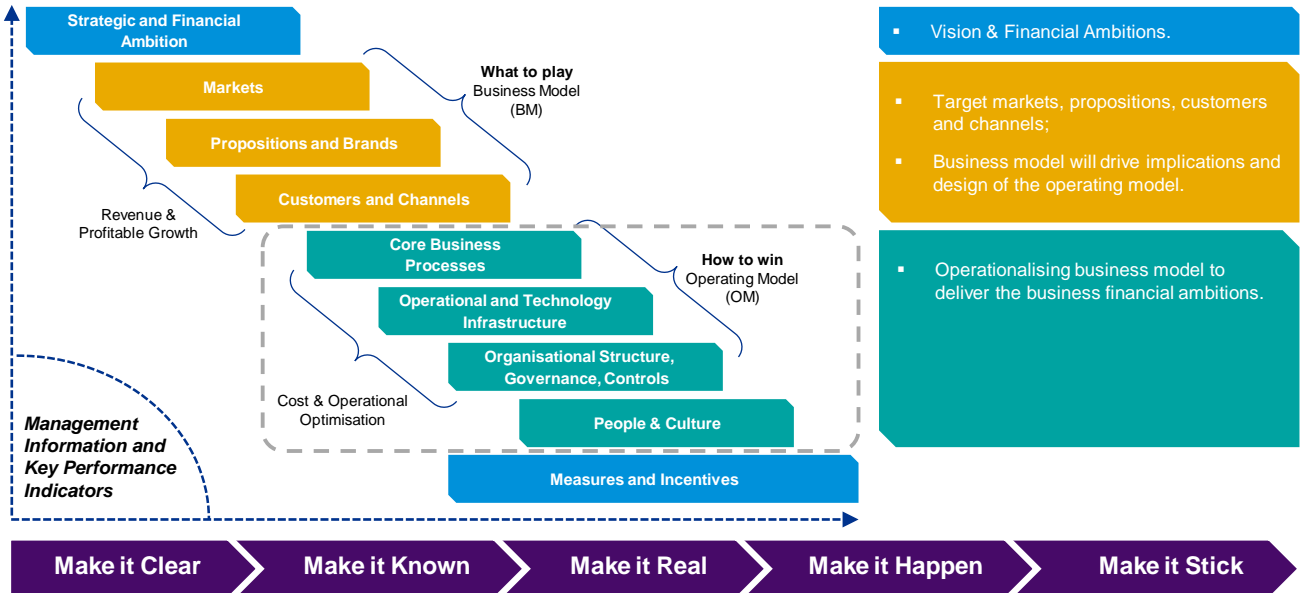 Strategic and Financial
Ambition
Markets
Propositions and Brands
Customers and Channels
What to play
Business Model
(BM)
Revenue &
Profitable Growth
Core Business
Processes
Operational and Technology
Infrastructure
Organisational Structure,
Governance, Controls
People & Culture
How to win
Operating Model
(OM)
Cost & Operational
Optimisation
Measures and Incentives
Management
Information and
Key Performance
Indicators
▪ Vision & Financial Ambitions.
▪ Target markets, propositions, customers
and channels;
▪ Business model will drive implications and
design of the operating model.
▪ Operationalising business model to
deliver the business financial ambitions.
Make it Clear
Make it Known
Make it Real
Make it Happen
Make it Stick